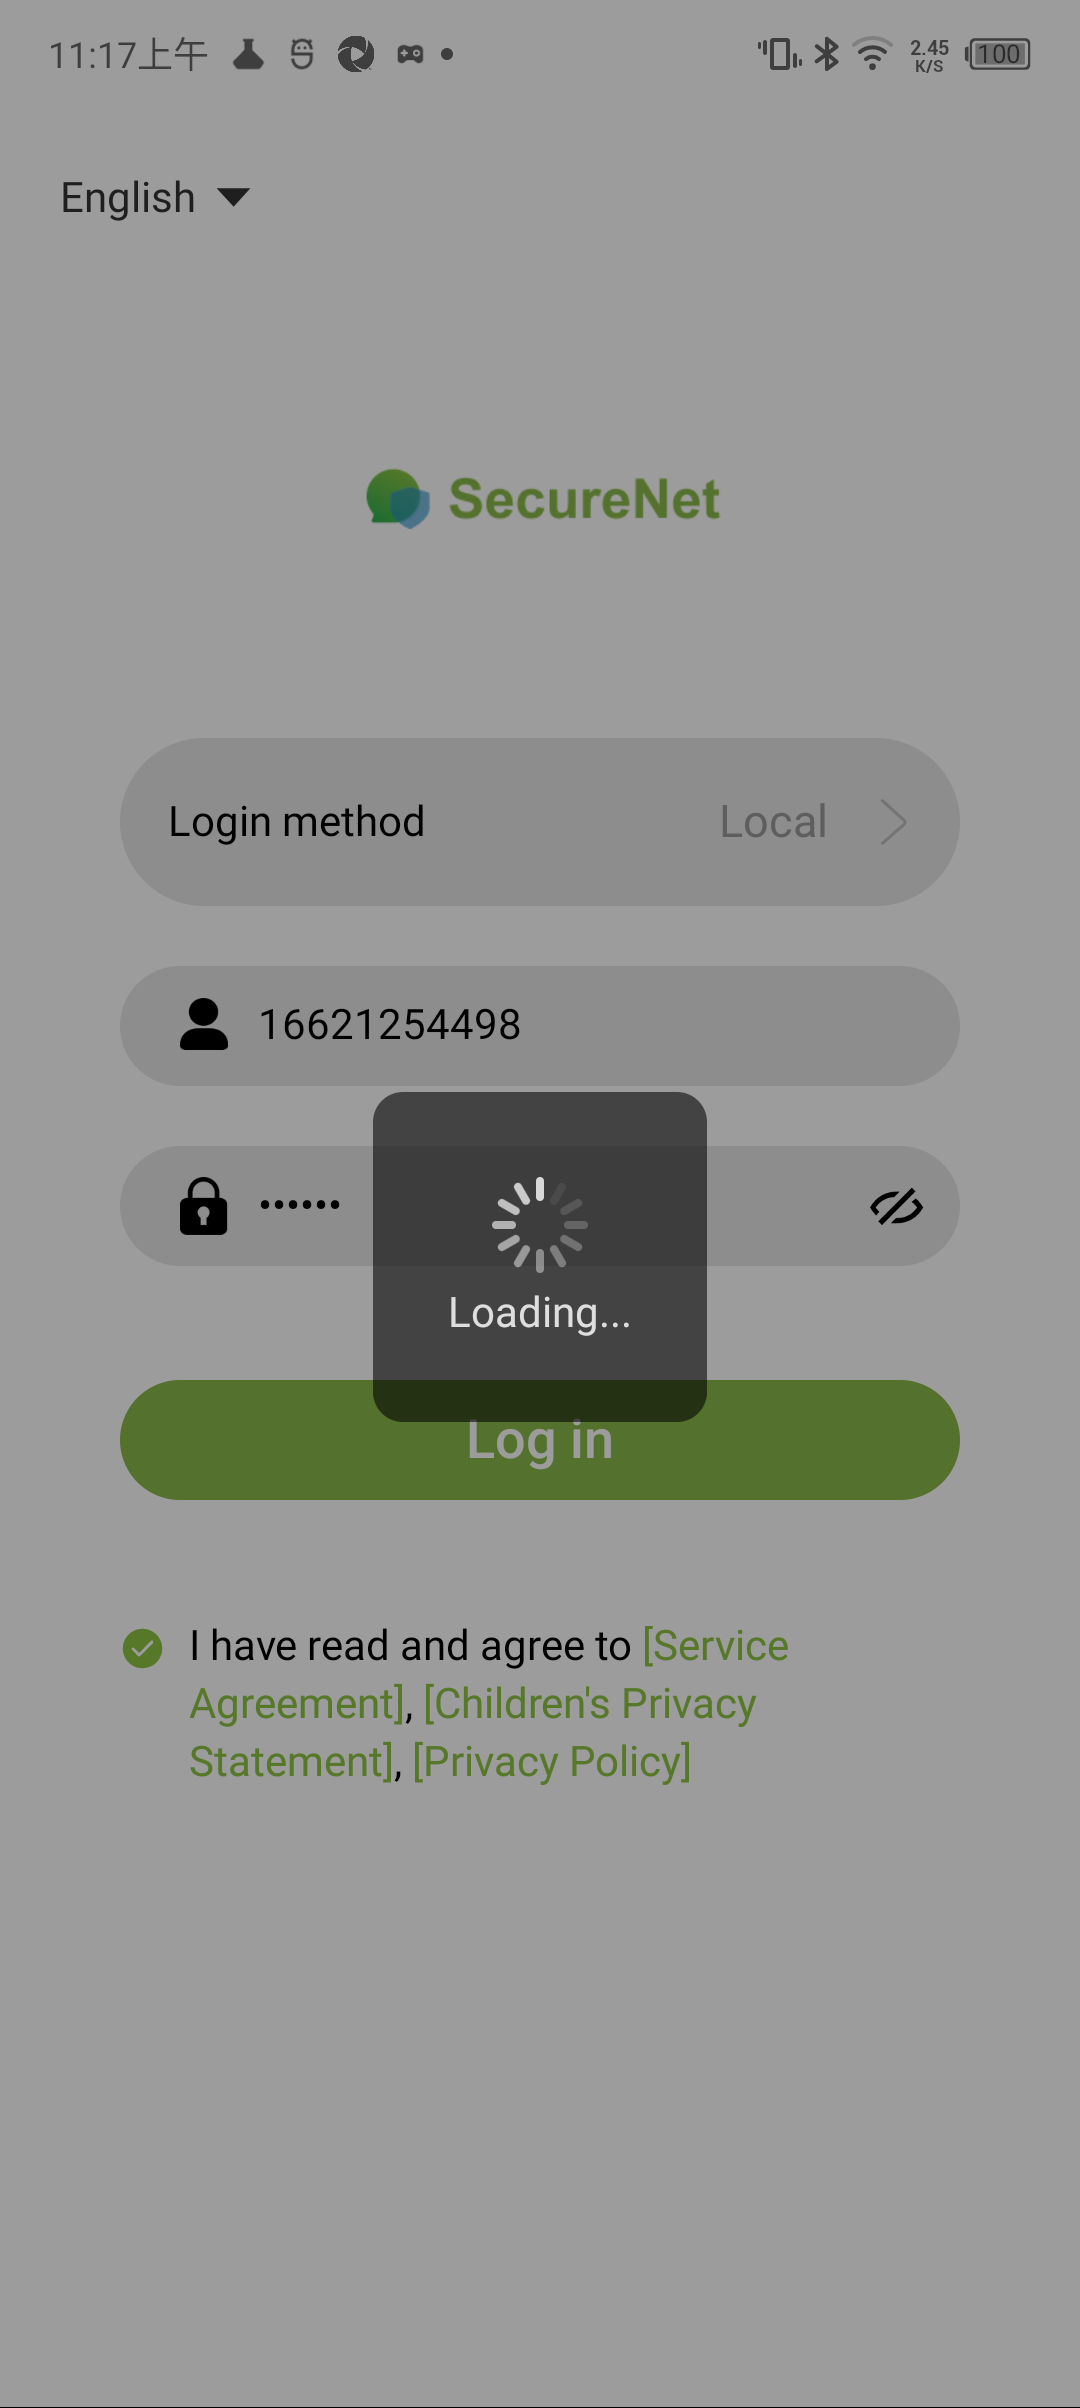 11:17上午
2.45
K/S
100
English
SecureNet
Login method
Local
16621254498
••••••
Loading...
Log in
I have read and agree to [Service
Agreement], [Children's Privacy
Statement], [Privacy Policy]